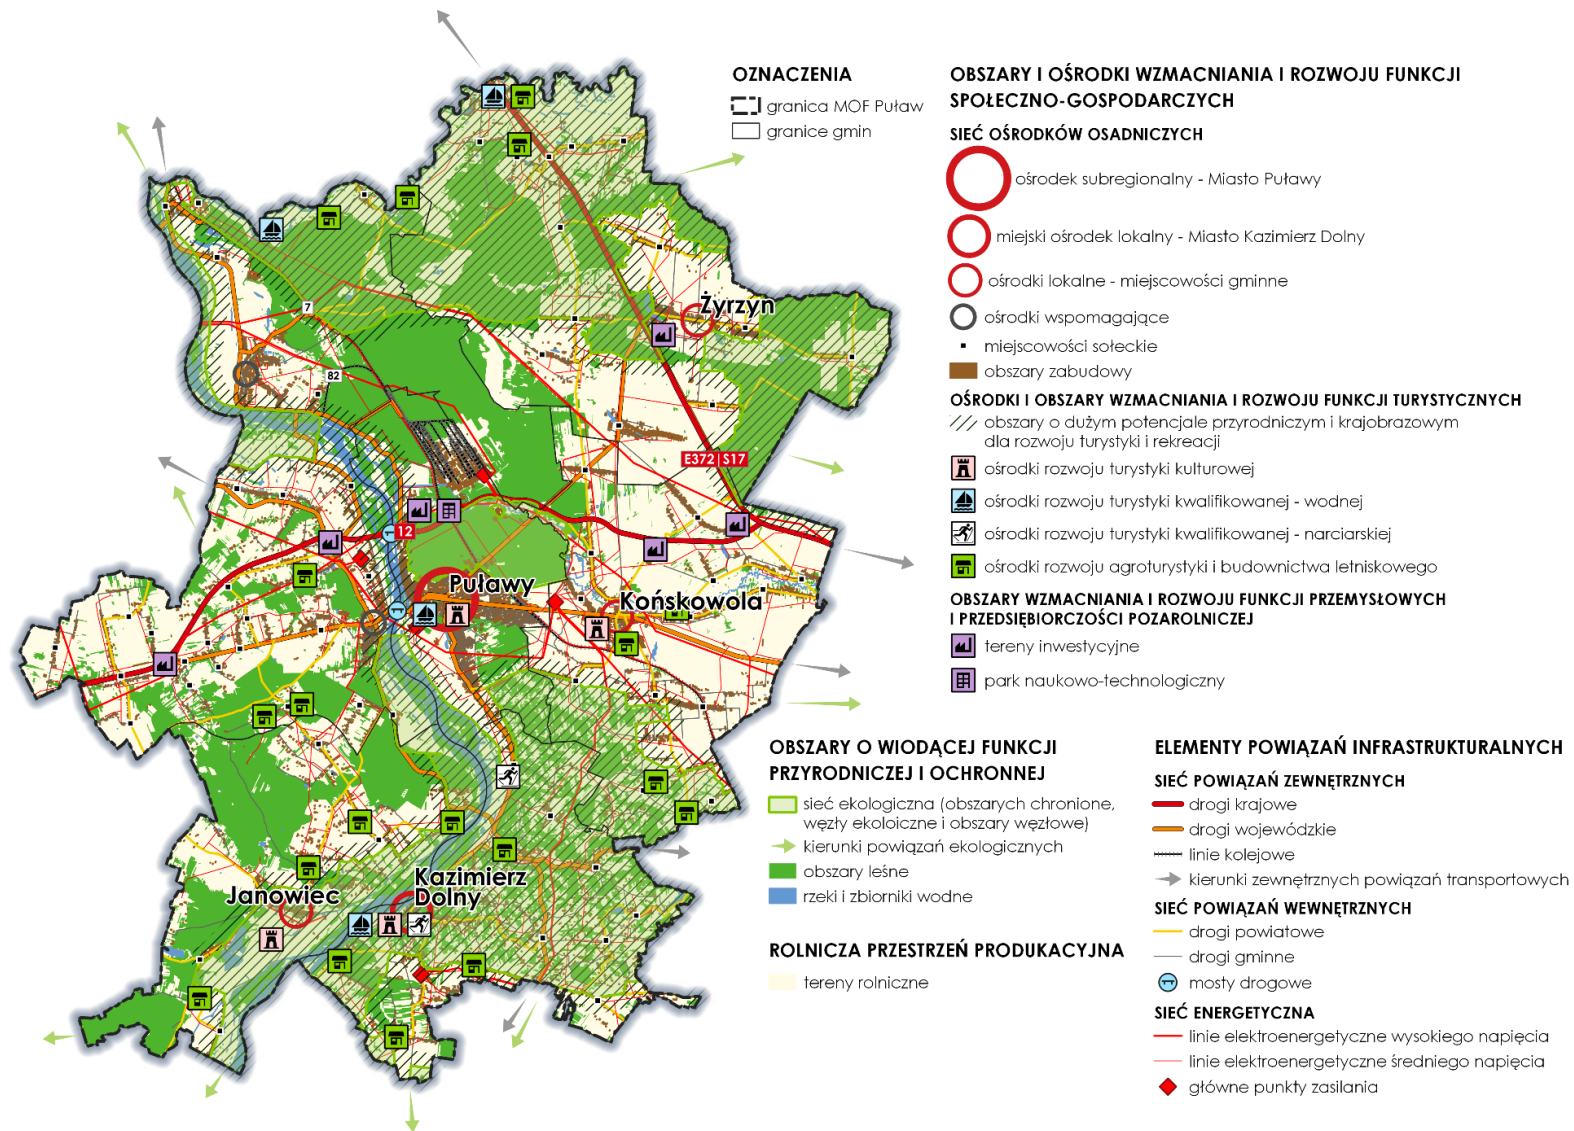 OZNACZENIA
granica MOF Puław
granice gmin
OBSZARY I OŚRODKI WZMACNIANIA I ROZWOJU FUNKCJI
SPOŁECZNO-GOSPODARCZYCH
SIEĆ OŚRODKÓW OSADNICZYCH
ośrodek subregionalny - Miasto Puławy
miejski ośrodek lokalny - Miasto Kazimierz Dolny
ośrodki lokalne - miejscowości gminne
ośrodki wspomagające
miejscowości sołeckie
obszary zabudowy
OŚRODKI I OBSZARY WZMACNIANIA I ROZWOJU FUNKCJI TURYSTYCZNYCH
obszary o dużym potencjale przyrodniczym i krajobrazowym
dla rozwoju turystyki i rekreacji
ośrodki rozwoju turystyki kulturowej
ośrodki rozwoju turystyki kwalifikowanej - wodnej
ośrodki rozwoju turystyki kwalifikowanej - narciarskiej
ośrodki rozwoju agroturystyki i budownictwa letniskowego
OBSZARY WZMACNIANIA I ROZWOJU FUNKCJI PRZEMYSŁOWYCH
I PRZEDSIĘBIORCZOŚCI POZAROLNICZEJ
tereny inwestycyjne
park naukowo-technologiczny
OBSZARY O WIODĄCEJ FUNKCJI
PRZYRODNICZEJ I OCHRONNEJ
sieć ekologiczna (obszarych chronione,
węzły ekoloiczne i obszary węzłowe)
kierunki powiązań ekologicznych
obszary leśne
rzeki i zbiorniki wodne
ROLNICZA PRZESTRZEŃ PRODUKACYJNA
tereny rolnicze
ELEMENTY POWIĄZAŃ INFRASTRUKTURALNYCH
SIEĆ POWIĄZAŃ ZEWNĘTRZNYCH
drogi krajowe
drogi wojewódzkie
linie kolejowe
kierunki zewnętrznych powiązań transportowych
SIEĆ POWIĄZAŃ WEWNĘTRZNYCH
drogi powiatowe
drogi gminne
mosty drogowe
SIEĆ ENERGETYCZNA
linie elektroenergetyczne wysokiego napięcia
linie elektroenergetyczne średniego napięcia
główne punkty zasilania
Żyrzyn
7
82
E372 S17
12
Puławy
Końskowola
Kazimierz
Dolny
Janowiec